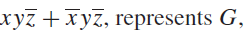 xyz̅ + x̅yz̅, represents G,